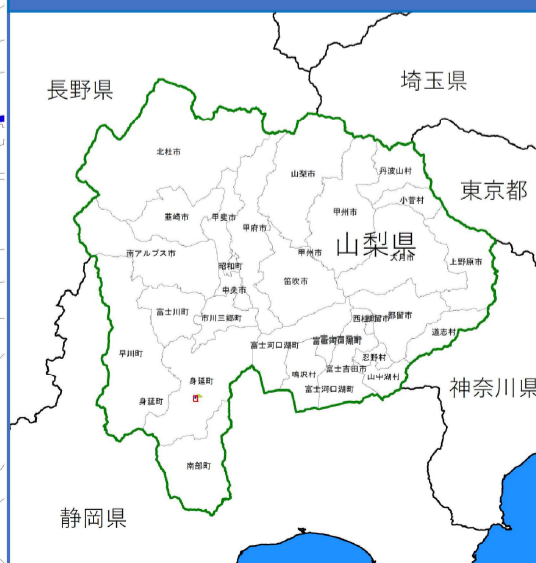 長野県
埼玉県
東京都
神奈川県
静岡県
山梨県
北杜市
山梨市
丹波山村
小菅村
甲州市
韮崎市
甲斐市
甲府市
甲州市
上野原市
南アルプス市
昭和町
笛吹市
中央市
富士川町
市川三郷町
都留市
道志村
富士河口湖町
忍野村
早川町
身延町
鳴沢村
富士吉田市
山中湖村
富士河口湖町
身延町
南部町